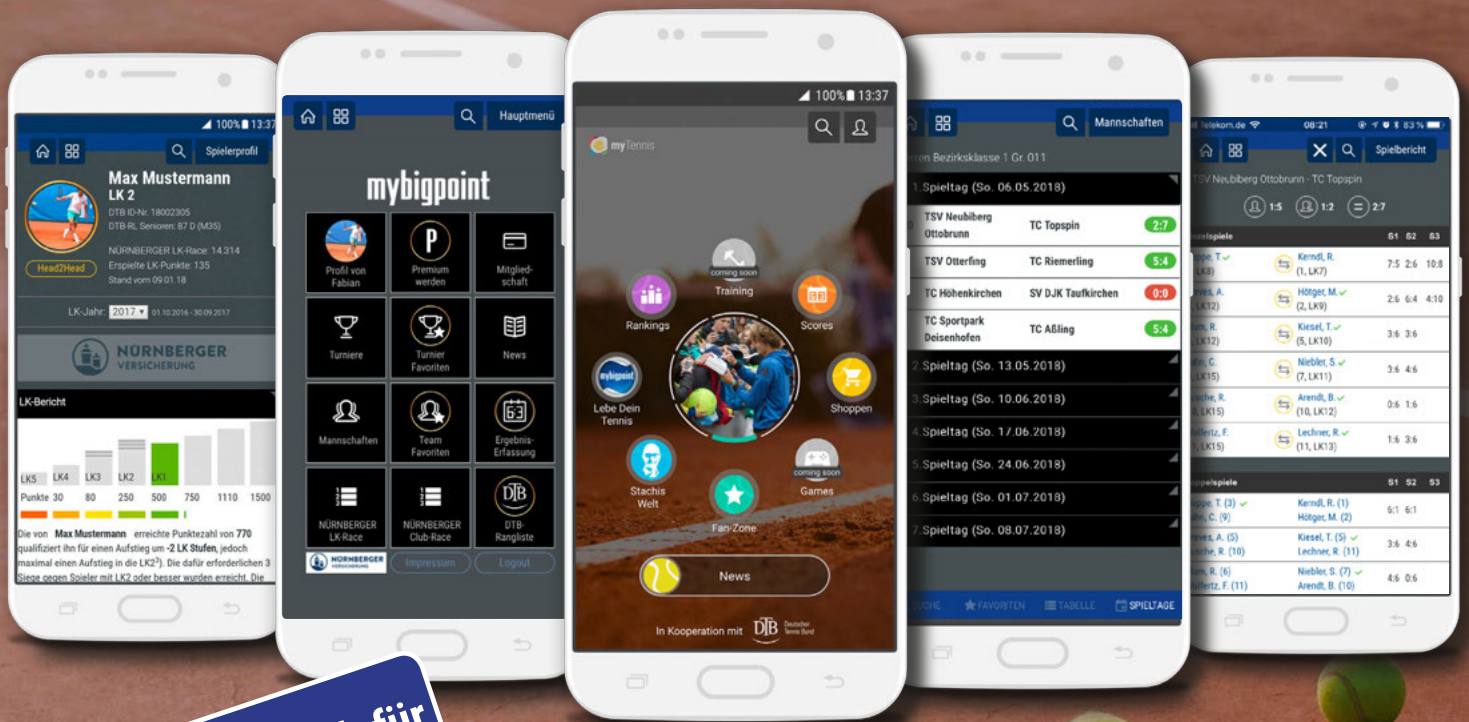 100% 13:37
Spielerprofil
Max Mustermann
LK 2
DTB ID-Nr. 18002305
DTB-RL Senioren: 87 D (M35)
NÜRNBERGER LK-Race: 14.314
Erspielte LK-Punkte: 135
Stand vom 09.01.18
Head2Head
LK-Jahr: 2017 01.10.2016 - 30.09.2017
NÜRNBERGER
VERSICHERUNG
LK-Bericht
LK5 LK4 LK3 LK2 LK1
Punkte 30 80 250 500 750 1110 1500
Die von Max Mustermann erreichte Punktezahl von 770
qualifiziert ihn für einen Aufstieg um -2 LK Stufen, jedoch
maximal einen Aufstieg in die LK2³). Die dafür erforderlichen 3
Siege gegen Spieler mit LK2 oder besser wurden erreicht. Die
Hauptmenü
mybigpoint
Profil von
Fabian
Premium
werden
Mitglied-
schaft
Turniere
Turnier
Favoriten
News
Mannschaften
Team
Favoriten
6:3
Ergebnis-
Erfassung
NÜRNBERGER
LK-Race
NÜRNBERGER
Club-Race
DTB
DTB-
Rangliste
NÜRNBERGER
VERSICHERUNG
Impressum
Logout
100% 13:37
myTennis
coming soon
Training
Rankings
Scores
mybigpoint
Lebe Dein
Tennis
Shoppen
Stachis
Welt
coming soon
Games
Fan-Zone
News
In Kooperation mit DTB Deutscher
Tennis Bund
Mannschaften
Bezirksklasse 1 Gr. 011
1.Spieltag (So. 06.05.2018)
TSV Neubiberg
Ottobrunn
TC Topspin 2:7
TSV Otterfing TC Riemerling 5:4
TC Höhenkirchen SV DJK Taufkirchen 0:0
TC Sportpark
Deisenhofen
TC Aßling 5:4
2.Spieltag (So. 13.05.2018)
3.Spieltag (So. 10.06.2018)
4.Spieltag (So. 17.06.2018)
5.Spieltag (So. 24.06.2018)
6.Spieltag (So. 01.07.2018)
7.Spieltag (So. 08.07.2018)
FAVORITEN TABELLE SPIELTAGE
Telekom.de 08:21 83%
Spielbericht
TSV Neubiberg Ottobrunn - TC Topspin
1:5 1:2 2:7
S1 S2 S3
Kerndl, R.
(1, LK7)
7:5 2:6 10:8
Hötger, M.
(2, LK9)
2:6 6:4 4:10
Kiesel, T.
(5, LK10)
3:6 3:6
Niebler, S.
(7, LK11)
3:6 4:6
Arendt, B.
(10, LK12)
0:6 1:6
Lechner, R.
(11, LK13)
1:6 3:6
S1 S2 S3
T. (3) Kerndl, R. (1)
C. (9) Hötger, M. (2)
6:1 6:1
A. (5) Kiesel, T. (5)
R. (10) Lechner, R. (11)
3:6 4:6
R. (6) Niebler, S. (7)
F. (11) Arendt, B. (10)
4:6 0:6
für